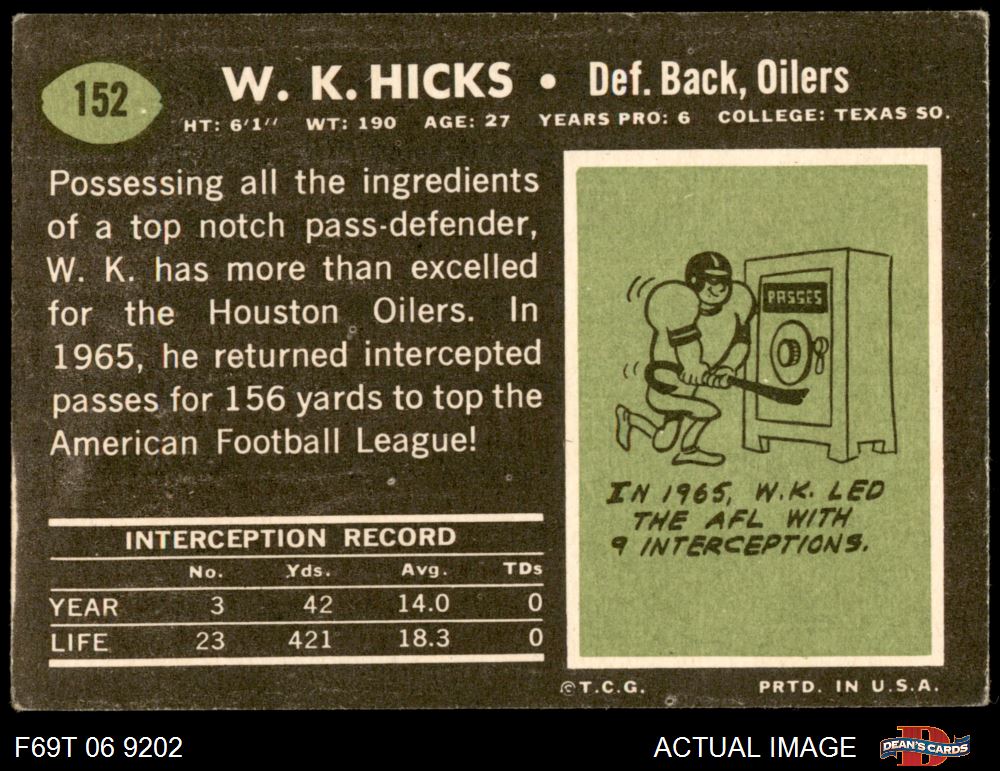 152
W. K. HICKS • Def. Back, Oilers
HT: 6'1" WT: 190 AGE: 27 YEARS PRO: 6 COLLEGE: TEXAS SO.
Possessing all the ingredients
of a top notch pass-defender,
W. K. has more than excelled
for the Houston Oilers. In
1965, he returned intercepted
passes for 156 yards to top the
American Football League!
INTERCEPTION RECORD
No. Yds. Avg. TDs
YEAR 3 42 14.0 0
LIFE 23 421 18.3 0
PASSES
IN 1965, W.K. LED
THE AFL WITH
9 INTERCEPTIONS.
©T.C.G. PRTD. IN U.S.A.
F69T 06 9202 ACTUAL IMAGE
DEAN'S CARDS